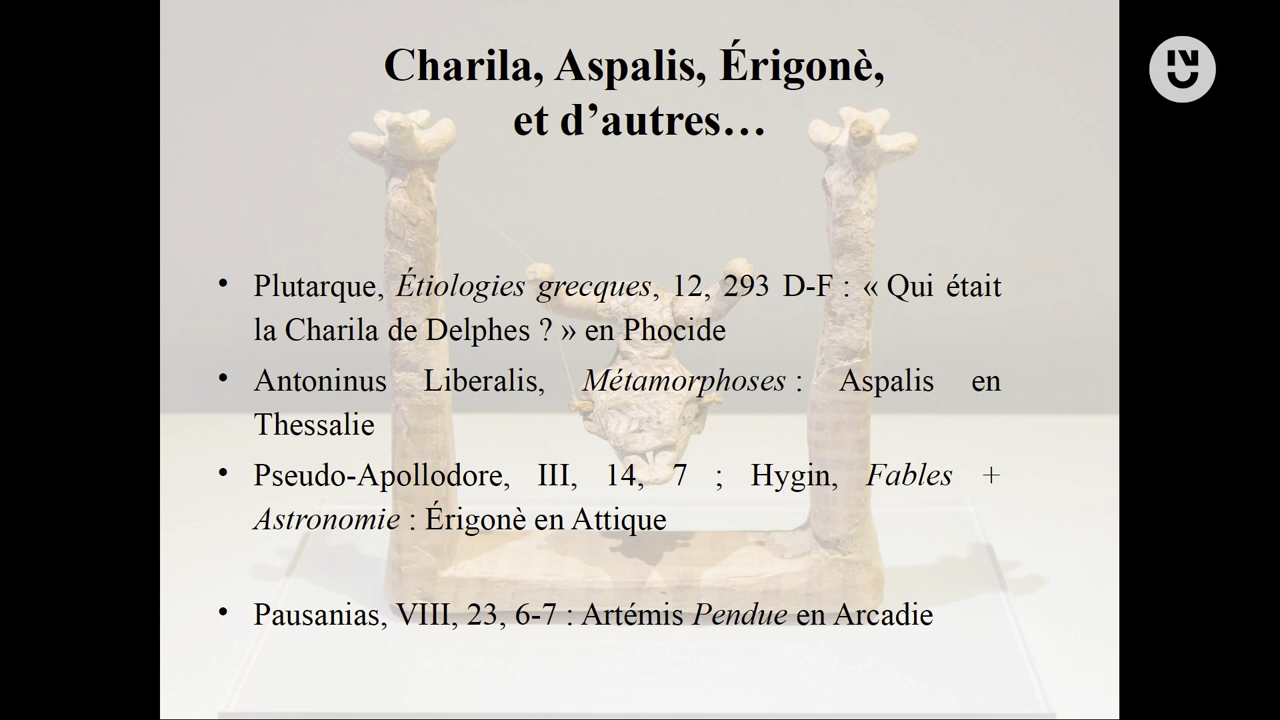 Charila, Aspalis, Érigonè,
et d’autres…
• Plutarque, Étiologies grecques, 12, 293 D-F : « Qui était
la Charila de Delphes ? » en Phocide
• Antoninus Liberalis, Métamorphoses : Aspalis en
Thessalie
• Pseudo-Apollodore, III, 14, 7 ; Hygin, Fables +
Astronomie : Érigonè en Attique
• Pausanias, VIII, 23, 6-7 : Artémis Pendue en Arcadie